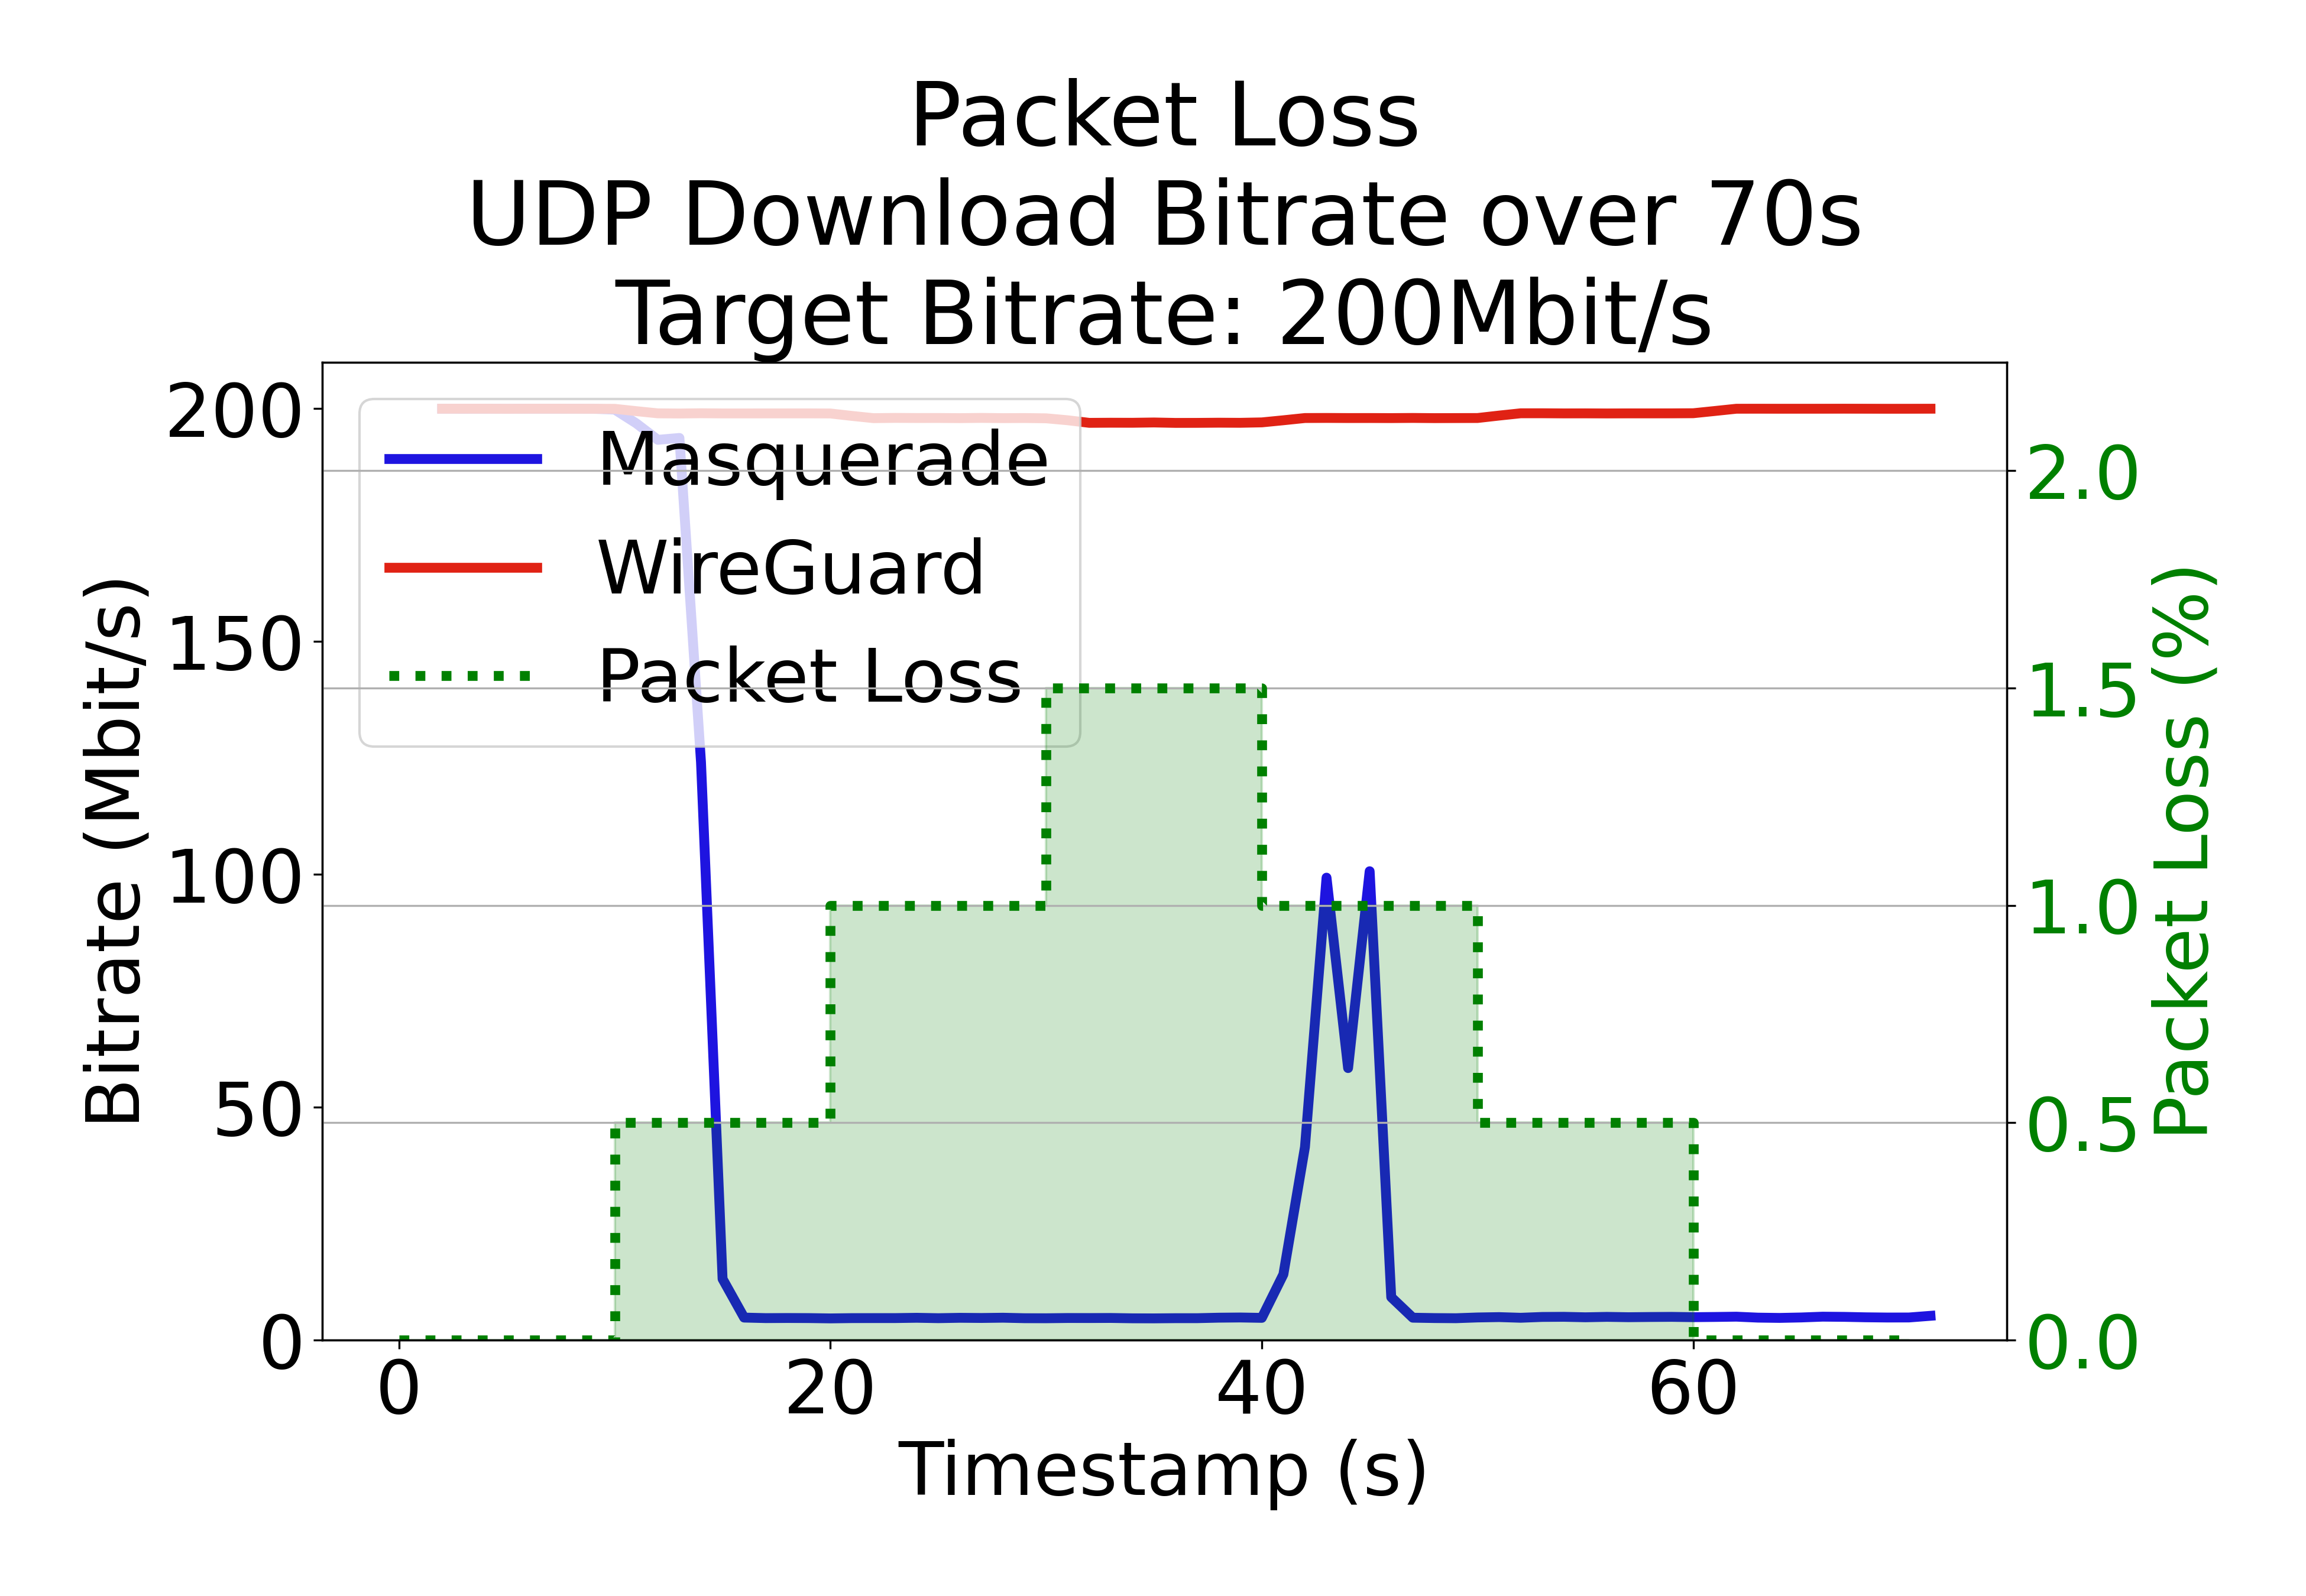 Packet Loss
UDP Download Bitrate over 70s
Target Bitrate: 200Mbit/s
Bitrate (Mbit/s)
200
150
100
50
0
Masquerade
WireGuard
Packet Loss
2.0
1.5
1.0
0.5
0.0
Packet Loss (%)
0 20 40 60
Timestamp (s)